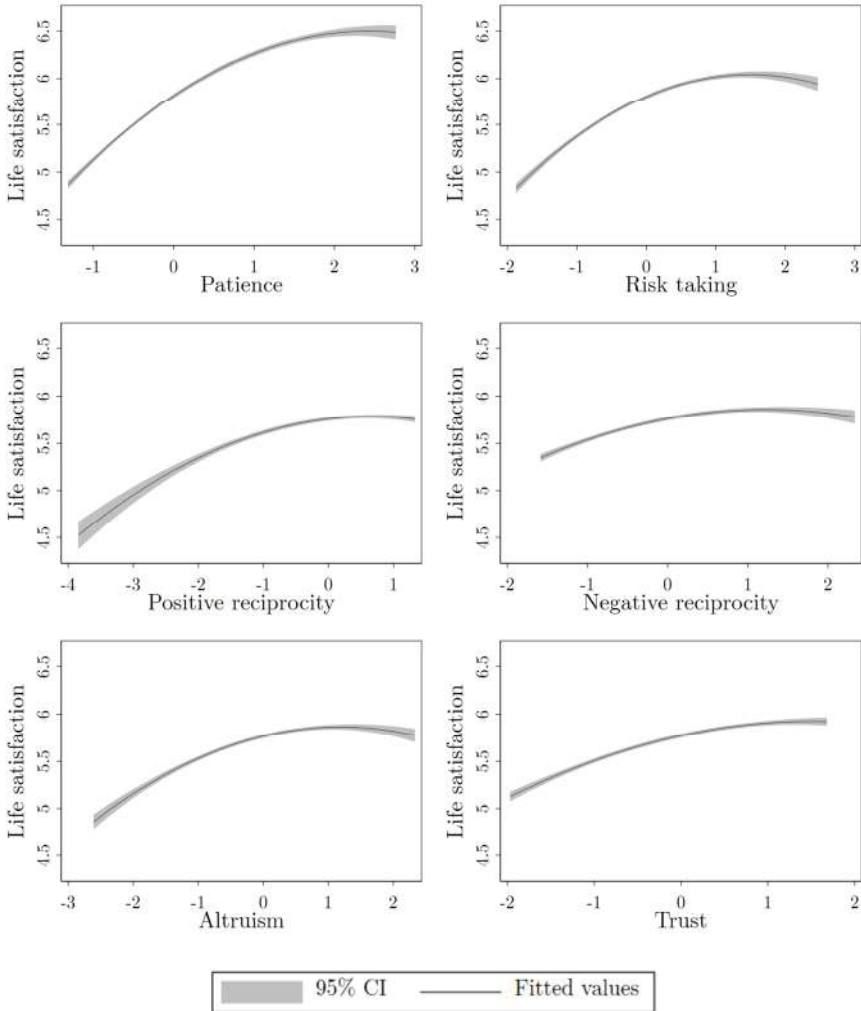 Life satisfaction
4.5 5 5.5 6 6.5
-1 0 1 2 3
Patience
Life satisfaction
4.5 5 5.5 6 6.5
-2 -1 0 1 2 3
Risk taking
Life satisfaction
4.5 5 5.5 6 6.5
-4 -3 -2 -1 0 1
Positive reciprocity
Life satisfaction
4.5 5 5.5 6 6.5
-2 -1 0 1 2
Negative reciprocity
Life satisfaction
4.5 5 5.5 6 6.5
-3 -2 -1 0 1 2
Altruism
Life satisfaction
4.5 5 5.5 6 6.5
-2 -1 0 1 2
Trust
95% CI Fitted values